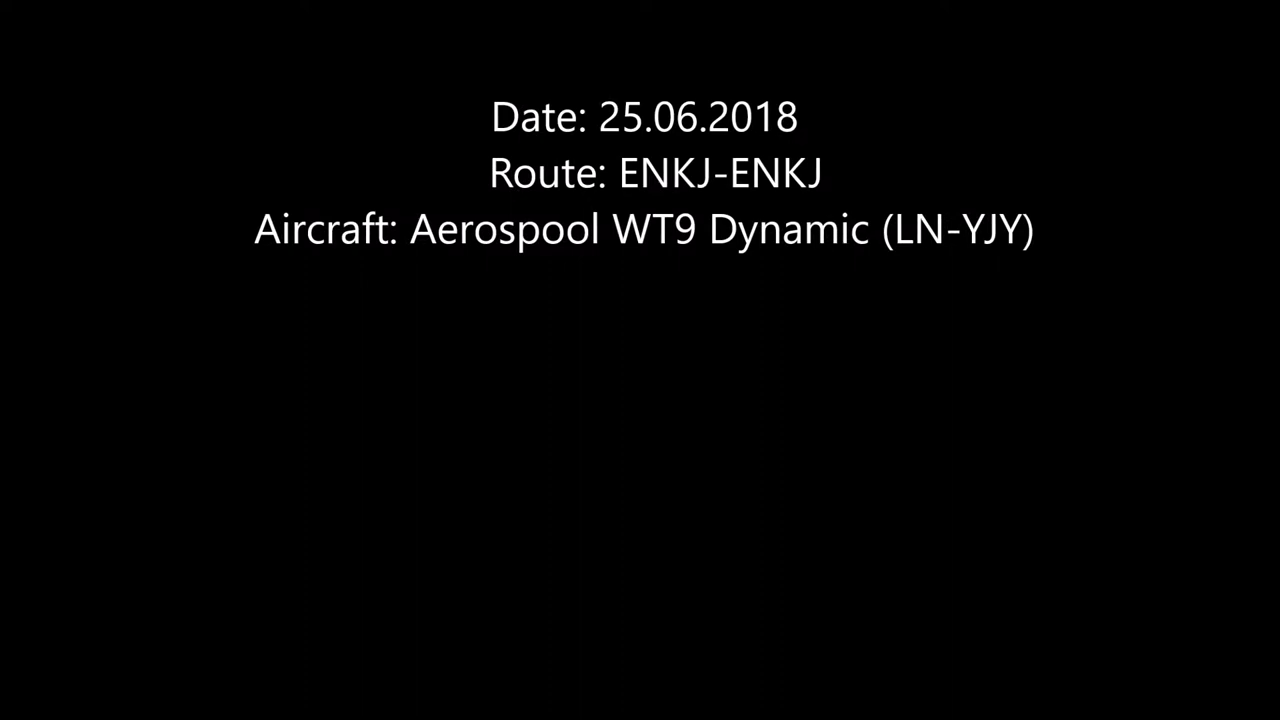 Date: 25.06.2018
Route: ENKJ-ENKJ
Aircraft: Aerospool WT9 Dynamic (LN-YJY)